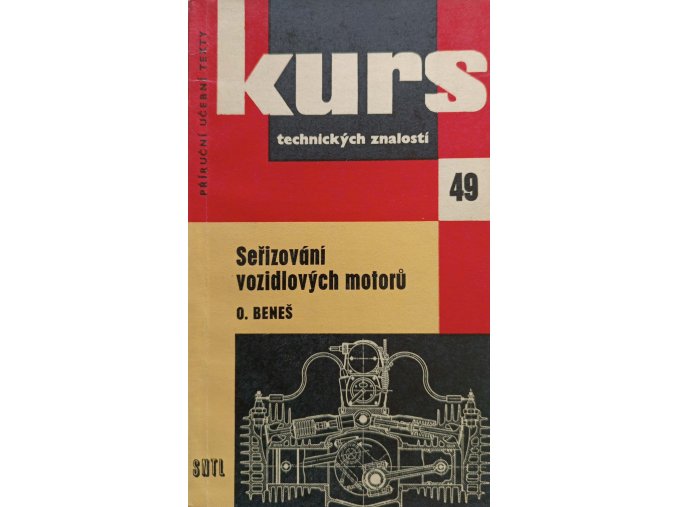 PŘÍRUČNÍ UČEBNÍ TEXTY
kurs
technických znalostí
49
Seřizování
vozidlových motorů
O. BENEŠ
SNTL